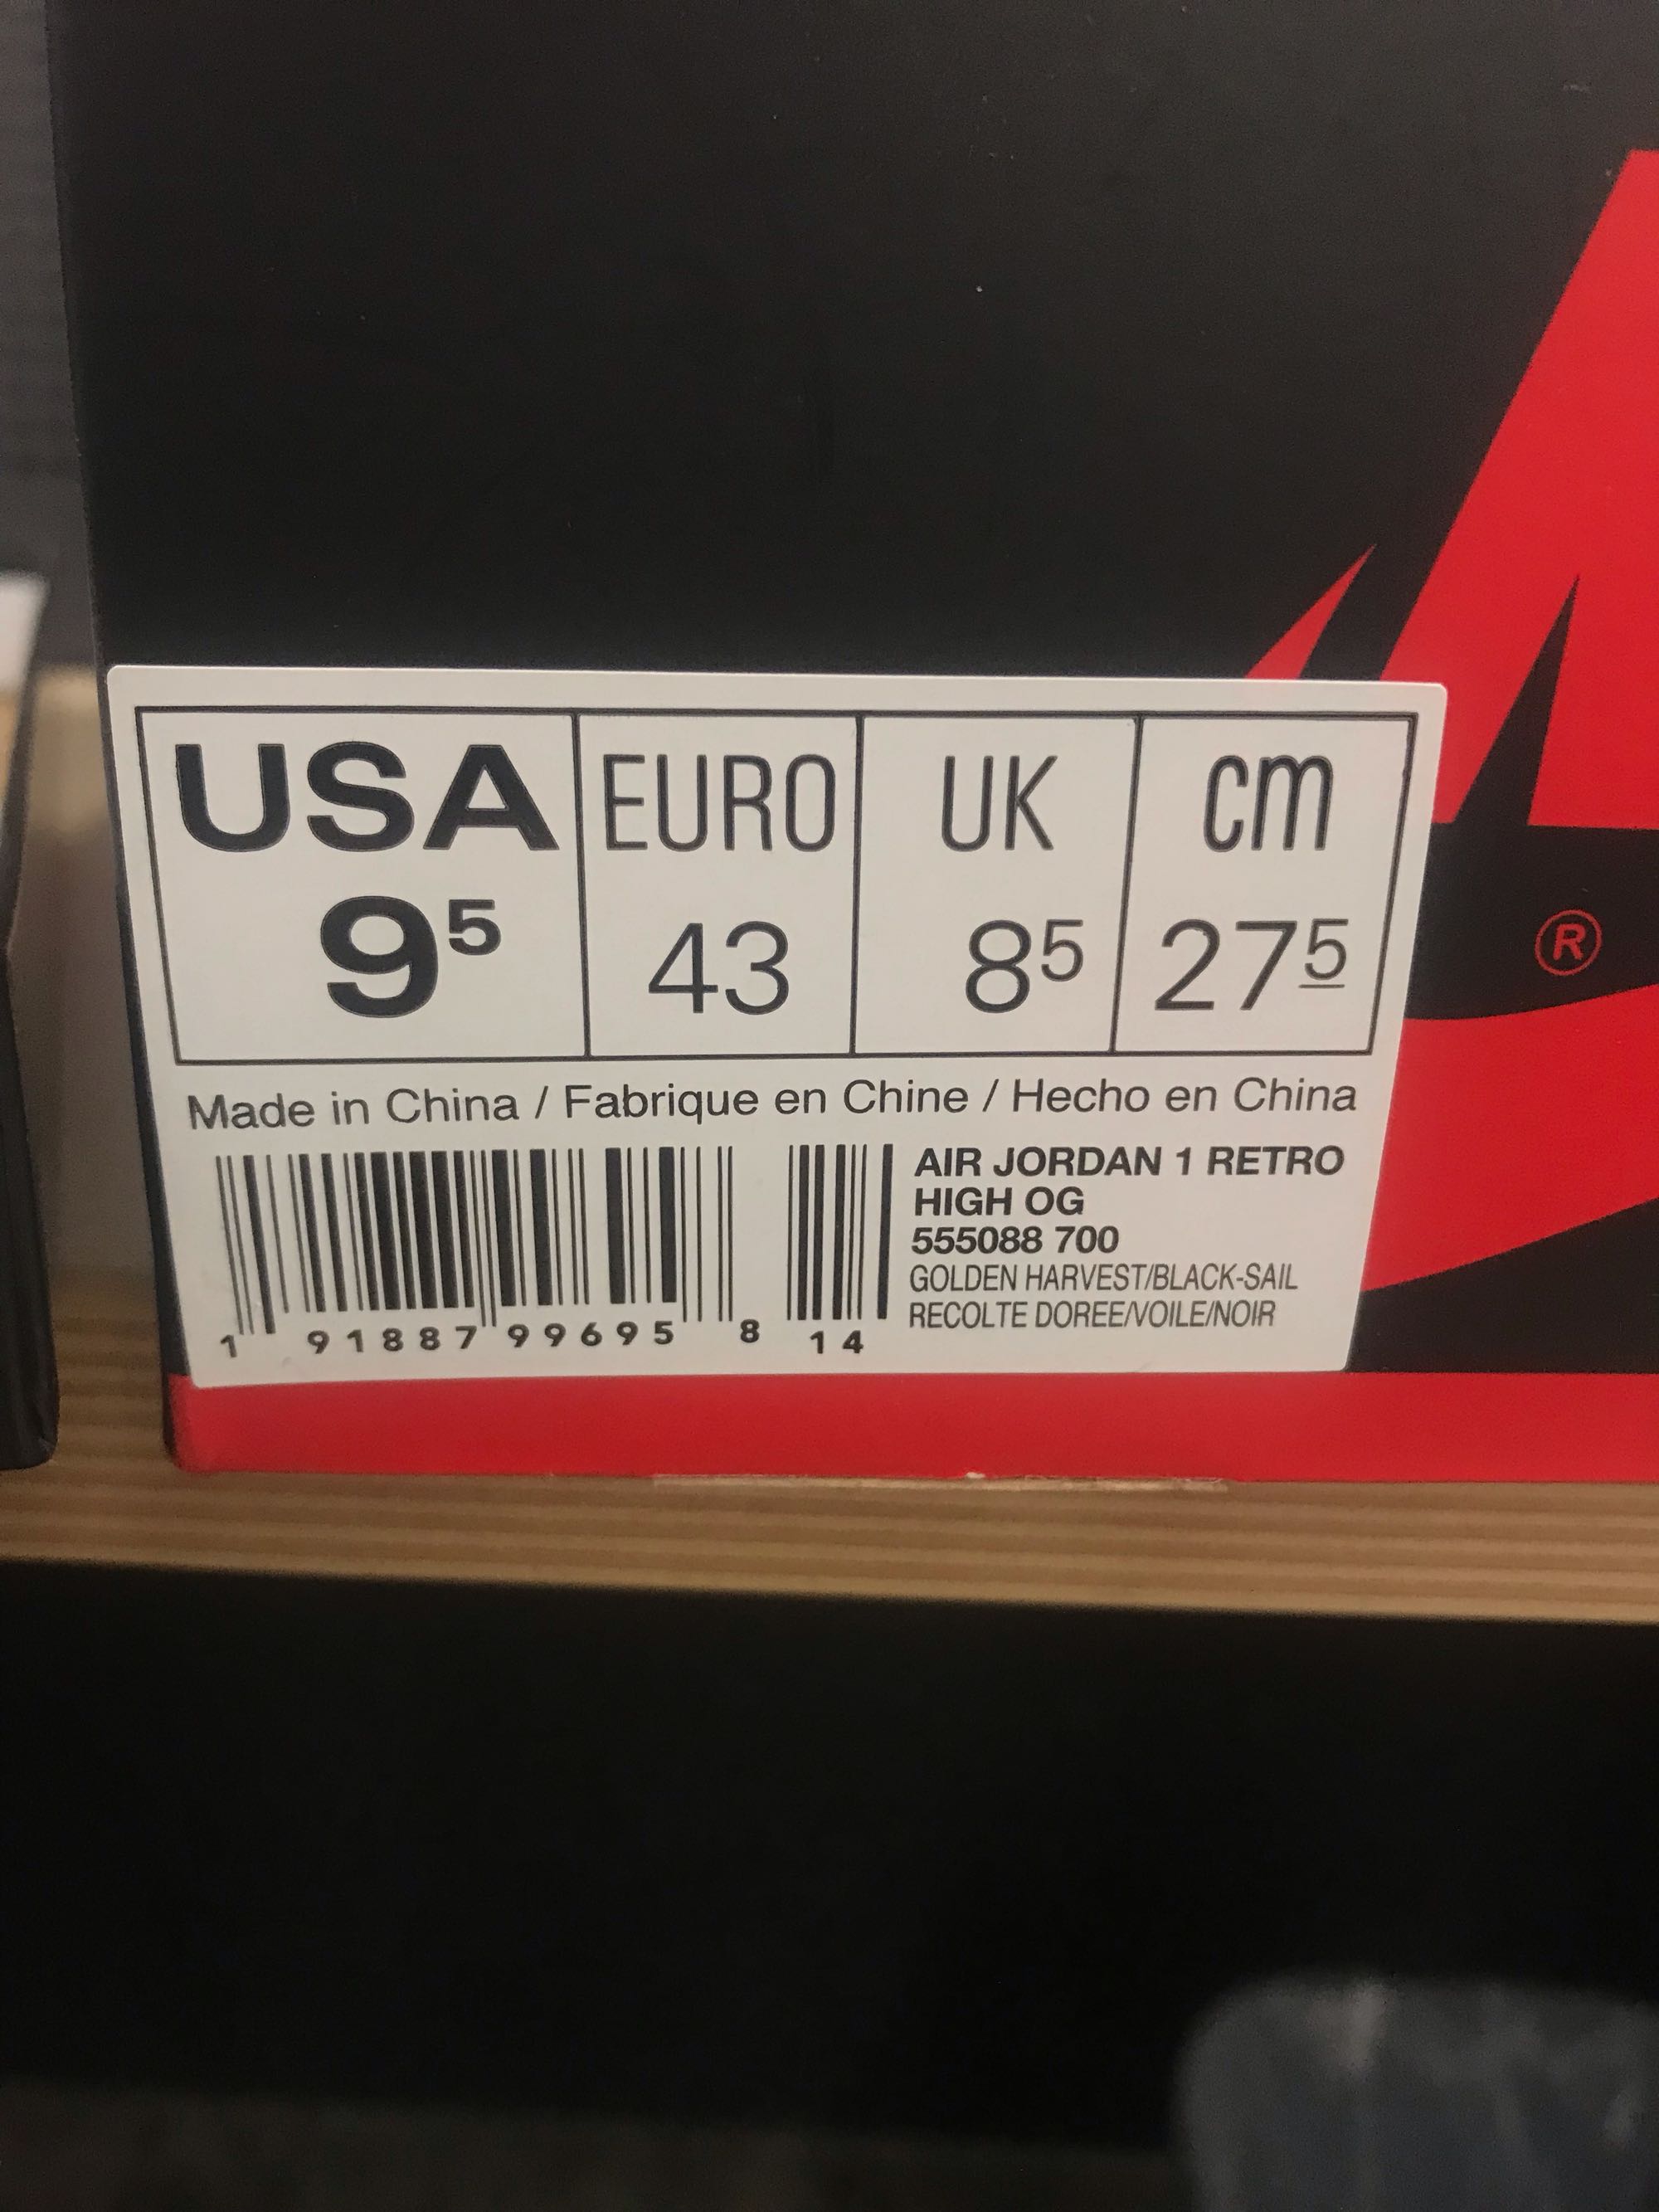 USA EURO UK cm
9⁵ 43 8⁵ 27⁵
Made in China / Fabrique en Chine / Hecho en China
AIR JORDAN 1 RETRO
HIGH OG
555088 700
GOLDEN HARVEST/BLACK-SAIL
RECOLTE DOREE/VOILE/NOIR
1 91887 99695 8 14
®